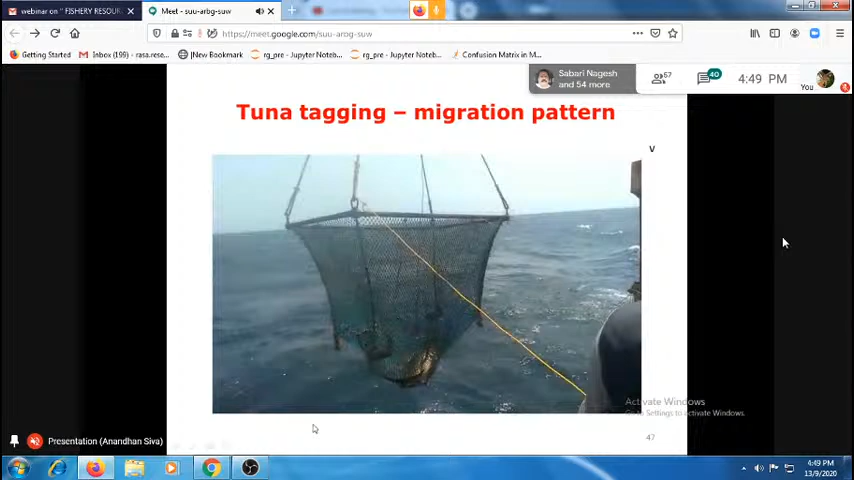 webinar on " FISHERY RESOUR
Meet - suu-arbg-suw
https://meet.google.com/suu-arog-suw
Getting Started
Inbox (199) - rasa.rese...
|New Bookmark
rg_pre - Jupyter Noteb...
rg_pre - Jupyter Noteb...
Confusion Matrix in M...
Sabari Nagesh
and 54 more
57
40
4:49 PM
You
Tuna tagging – migration pattern
v
Activate Windows
Go to Settings to activate Windows.
47
Presentation (Anandhan Siva)
4:49 PM
13/9/2020